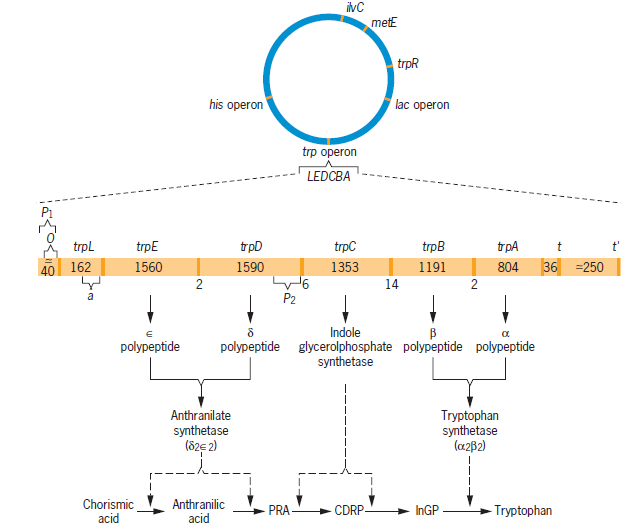 ilvC
metE
trpR
his operon
lac operon
trp operon
LEDCBA
P1
O
trpL trpE trpD trpC trpB trpA t t'
≃40 162 1560 1590 1353 1191 804 36 ≃250
a 2 P2 6 14 2
ϵ polypeptide
δ polypeptide
Indole
glycerolphosphate
synthetase
β polypeptide
α polypeptide
Anthranilate
synthetase
(δ2ϵ2)
Tryptophan
synthetase
(α2β2)
Chorismic
acid
Anthranilic
acid
PRA
CDRP
InGP
Tryptophan